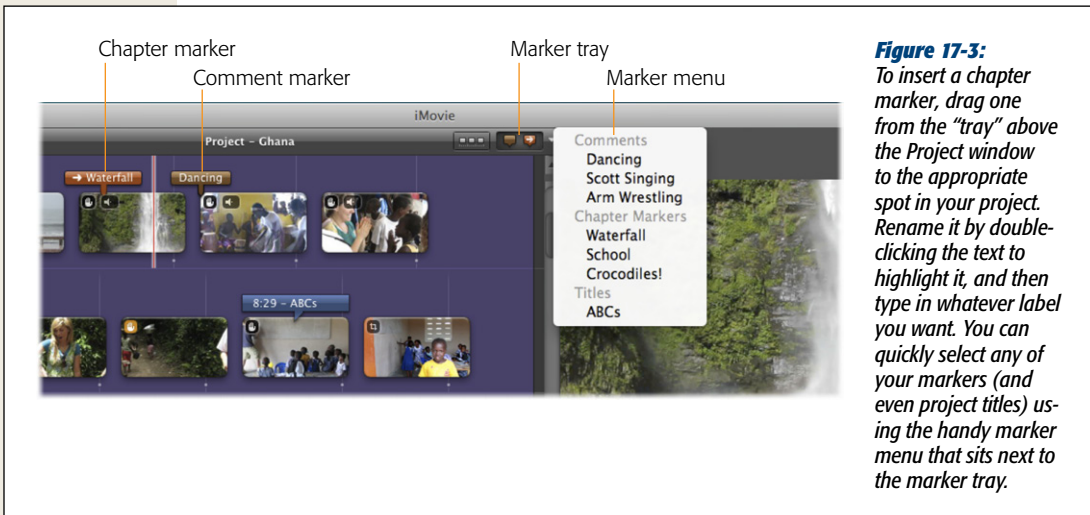 Chapter marker
Comment marker
Marker tray
Marker menu
iMovie
Project – Ghana
→ Waterfall
Dancing
8:29 – ABCs
Comments
Dancing
Scott Singing
Arm Wrestling
Chapter Markers
Waterfall
School
Crocodiles!
Titles
ABCs
Figure 17-3:
To insert a chapter
marker, drag one
from the “tray” above
the Project window
to the appropriate
spot in your project.
Rename it by double-
clicking the text to
highlight it, and then
type in whatever label
you want. You can
quickly select any of
your markers (and
even project titles) us-
ing the handy marker
menu that sits next to
the marker tray.